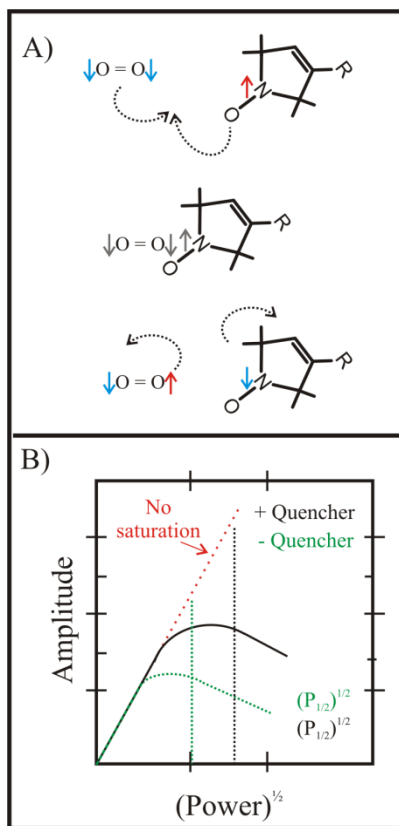 A)
O = O
N
O
R
O = O
N
O
R
O = O
N
O
R
B)
No
saturation
+ Quencher
- Quencher
Amplitude
(P1/2)^1/2
(P1/2)^1/2
(Power)^½